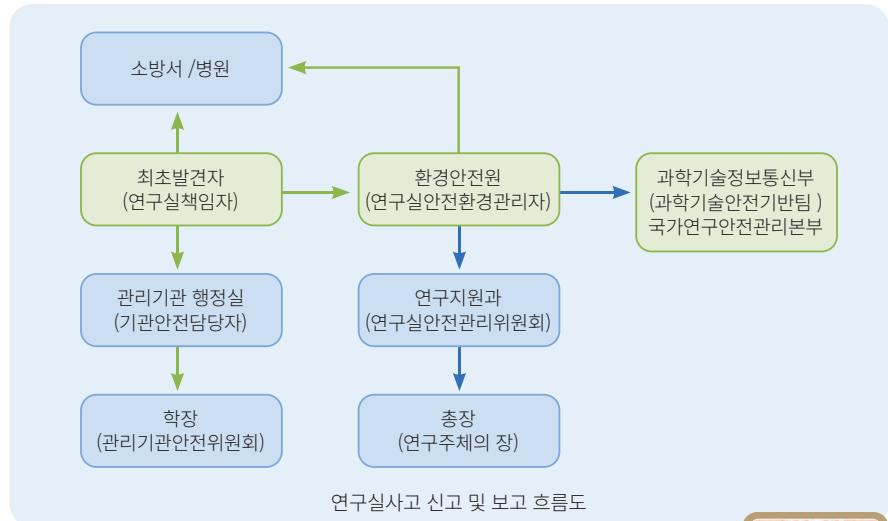 소방서 /병원
최초발견자
(연구실책임자)
환경안전원
(연구실안전환경관리자)
과학기술정보통신부
(과학기술안전기반팀 )
국가연구안전관리본부
관리기관 행정실
(기관안전담당자)
연구지원과
(연구실안전관리위원회)
학장
(관리기관안전위원회)
총장
(연구주체의 장)
연구실사고 신고 및 보고 흐름도